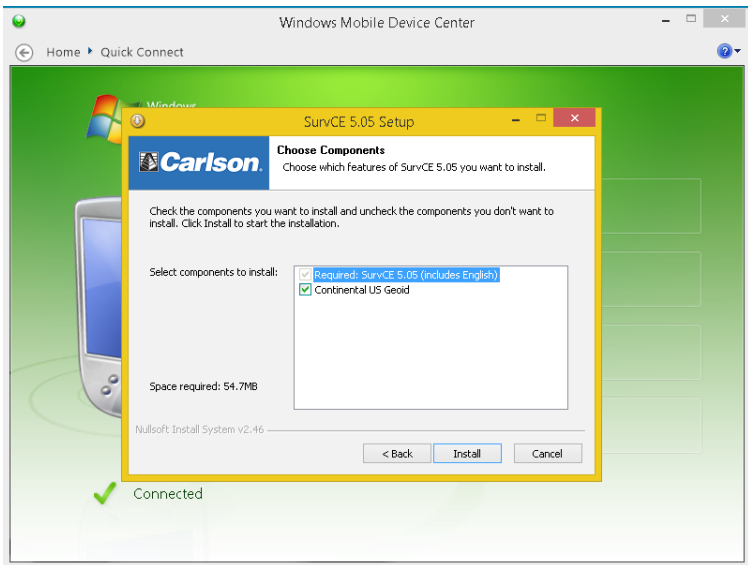 Windows Mobile Device Center
Home Quick Connect
Windows
SurvCE 5.05 Setup
Carlson.
Choose Components
Choose which features of SurvCE 5.05 you want to install.
Check the components you want to install and uncheck the components you don't want to
install. Click Install to start the installation.
Select components to install:
Required: SurvCE 5.05 (includes English)
Continental US Geoid
Space required: 54.7MB
Nullsoft Install System v2.46
< Back Install Cancel
Connected